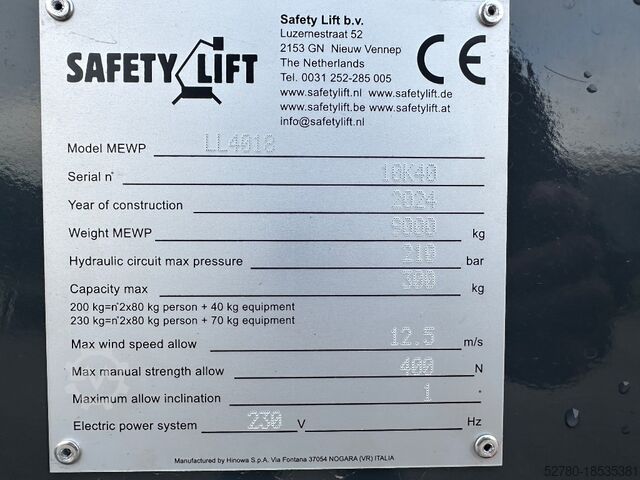 SAFETY LIFT
Safety Lift b.v.
Luzernestraat 52
2153 GN Nieuw Vennep
The Netherlands
Tel. 0031 252-285 005
www.safetylift.nl www.safetylift.de
www.safetylift.be www.safetylift.at
info@safetylift.nl
CE
Model MEWP LL4018
Serial n° 10K40
Year of construction 2024
Weight MEWP 9000 kg
Hydraulic circuit max pressure 210 bar
Capacity max 300 kg
200 kg=n°2x80 kg person + 40 kg equipment
230 kg=n°2x80 kg person + 70 kg equipment
Max wind speed allow 12.5 m/s
Max manual strength allow 400 N
Maximum allow inclination 1 °
Electric power system 230 V Hz
Manufactured by Hinowa S.p.A. Via Fontana 37054 NOGARA (VR) ITALIA
52780-18535381